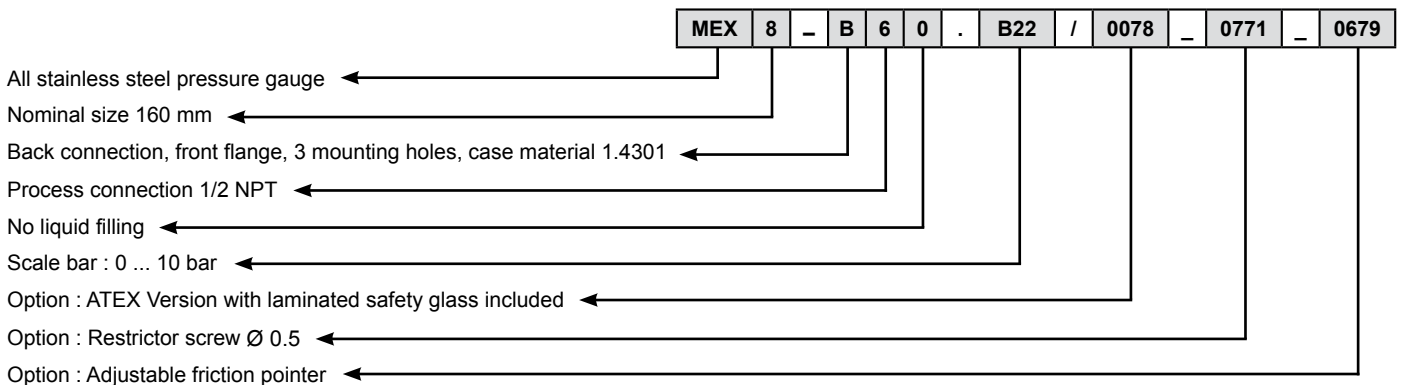 MEX 8 – B 6 0 . B22 / 0078 _ 0771 _ 0679
All stainless steel pressure gauge
Nominal size 160 mm
Back connection, front flange, 3 mounting holes, case material 1.4301
Process connection 1/2 NPT
No liquid filling
Scale bar : 0 ... 10 bar
Option : ATEX Version with laminated safety glass included
Option : Restrictor screw Ø 0.5
Option : Adjustable friction pointer